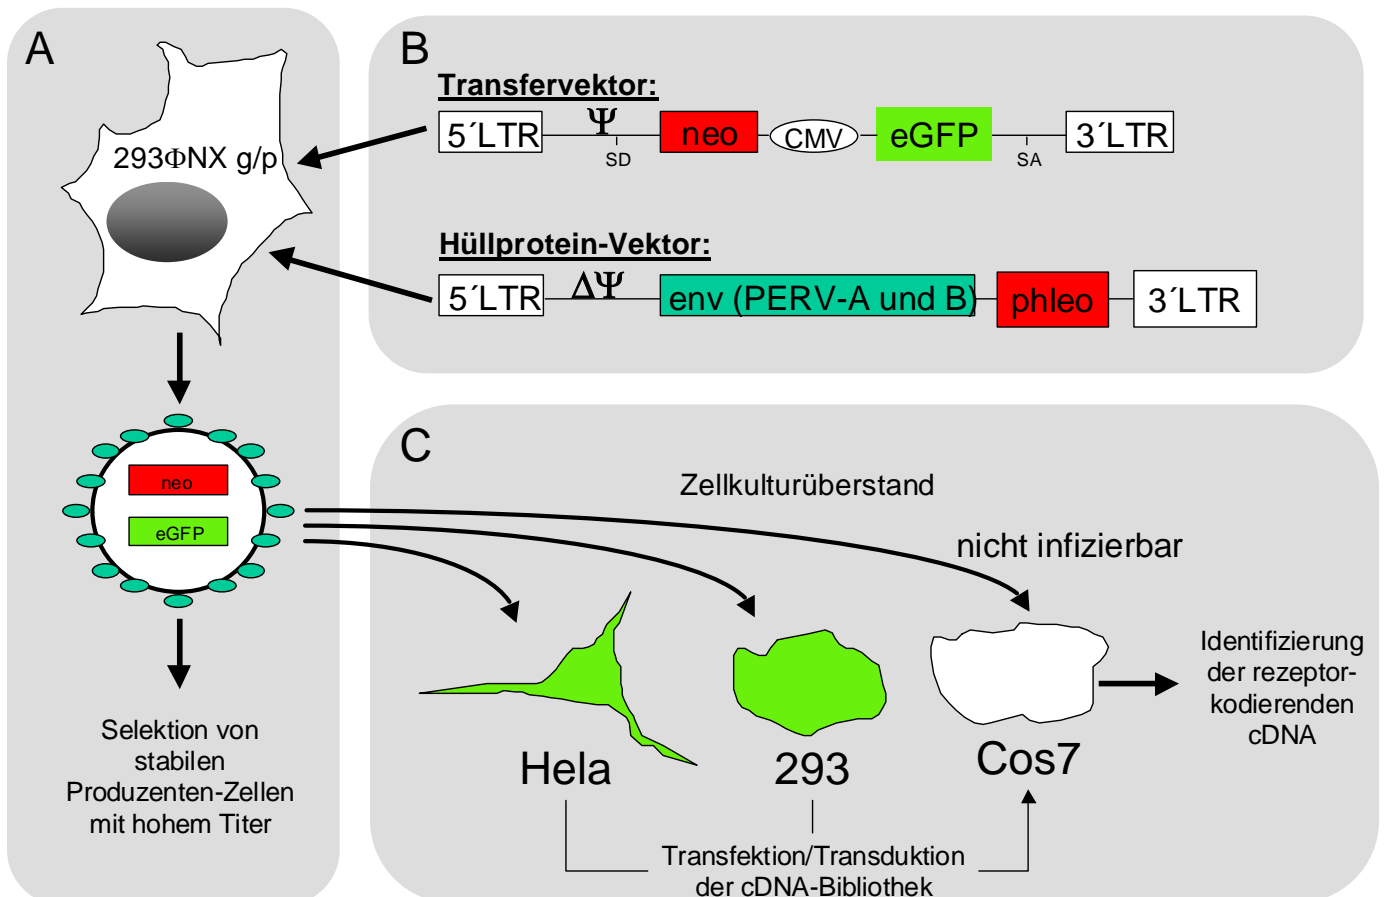 A
293ΦNX g/p
neo
eGFP
Selektion von
stabilen
Produzenten-Zellen
mit hohem Titer
B
Transfervektor:
5´LTR Ψ SD neo CMV eGFP SA 3´LTR
Hüllprotein-Vektor:
5´LTR ΔΨ env (PERV-A und B) phleo 3´LTR
C
Zellkulturüberstand
nicht infizierbar
Hela 293 Cos7
Identifizierung
der rezeptor-
kodierenden
cDNA
Transfektion/Transduktion
der cDNA-Bibliothek